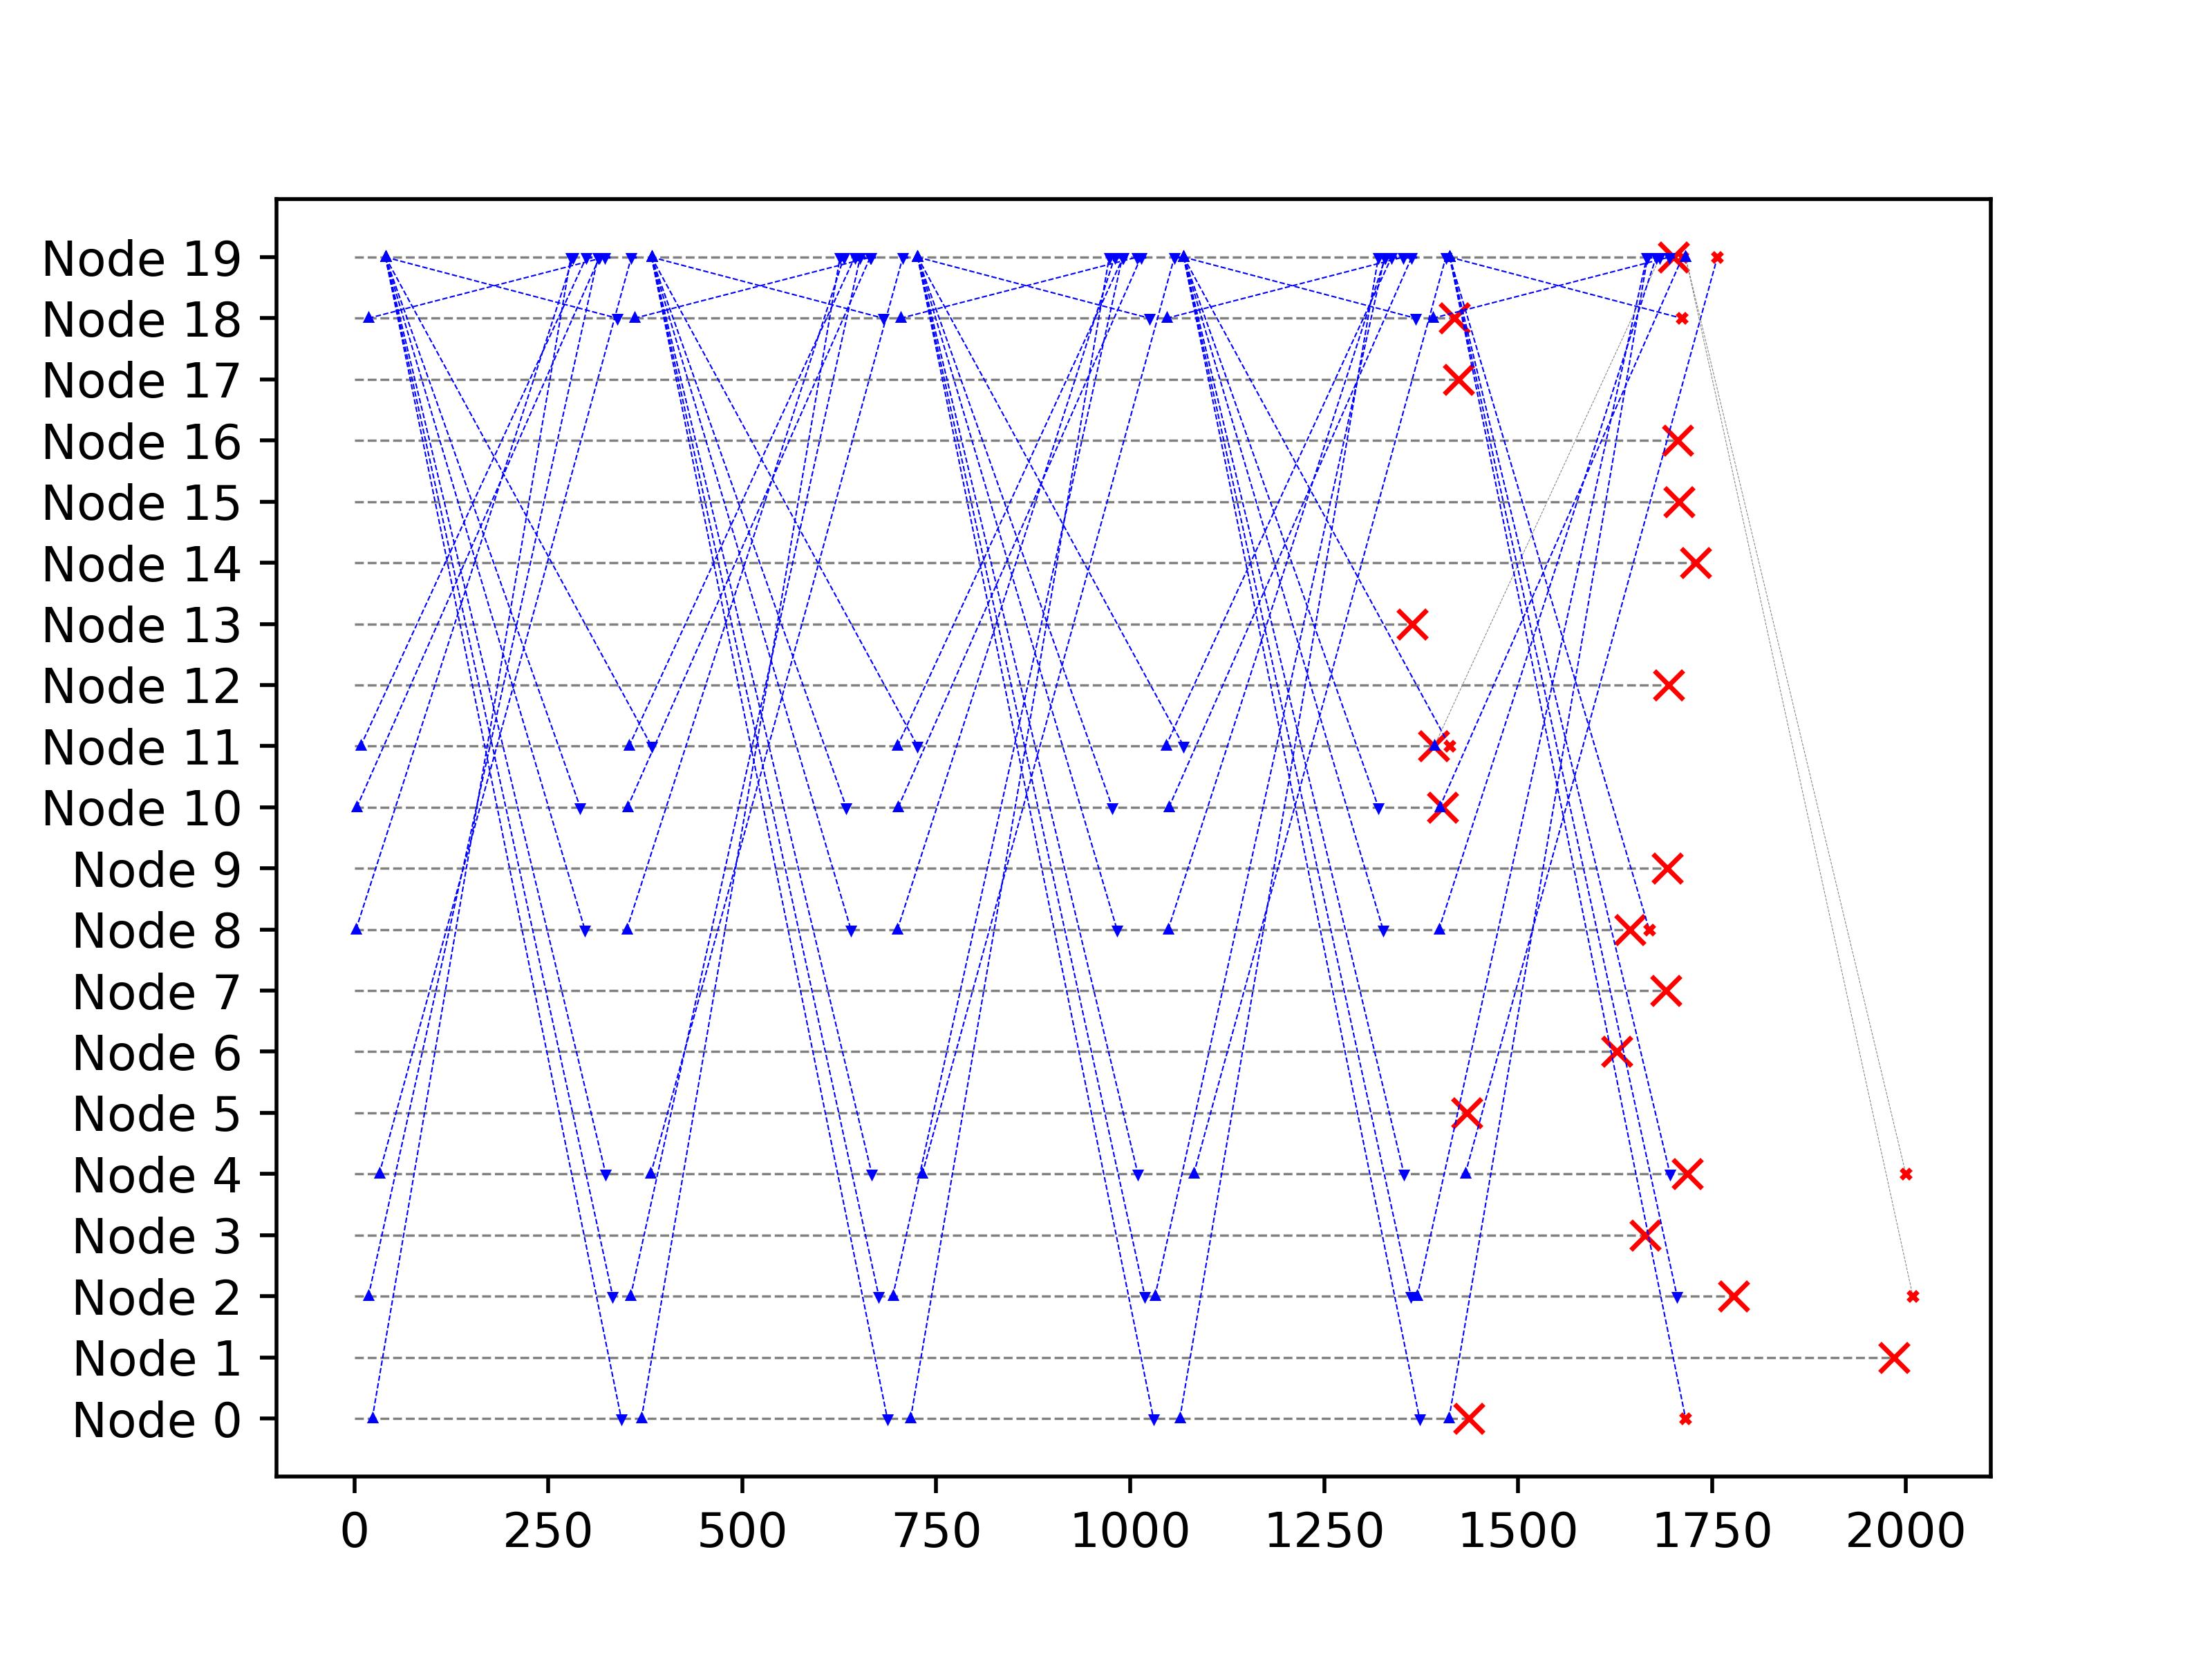 Node 19
Node 18
Node 17
Node 16
Node 15
Node 14
Node 13
Node 12
Node 11
Node 10
Node 9
Node 8
Node 7
Node 6
Node 5
Node 4
Node 3
Node 2
Node 1
Node 0
0 250 500 750 1000 1250 1500 1750 2000